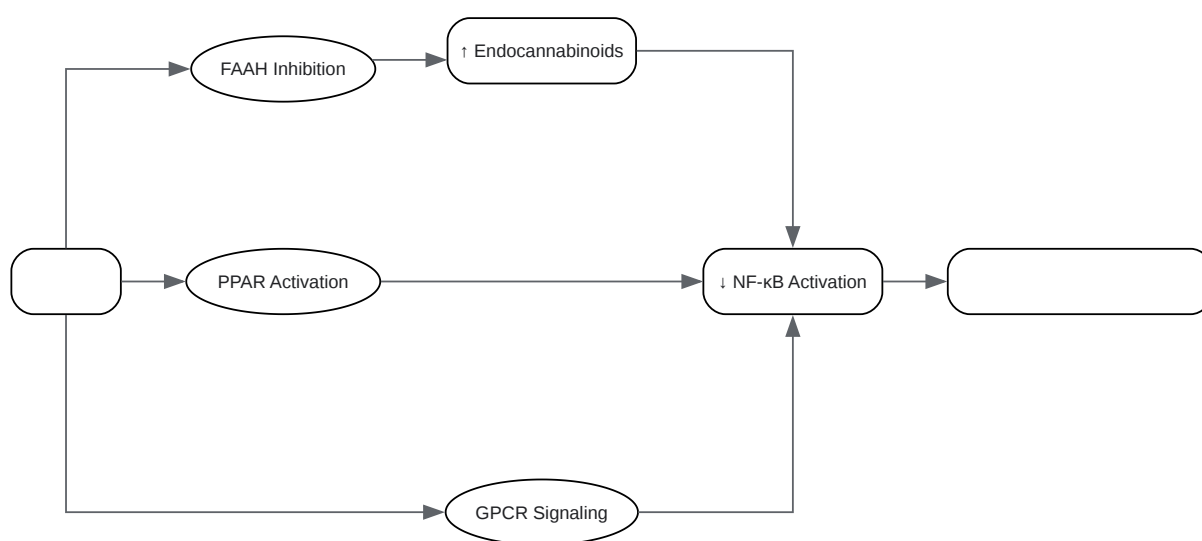 FAAH Inhibition
↑ Endocannabinoids
PPAR Activation
↓ NF-κB Activation
GPCR Signaling